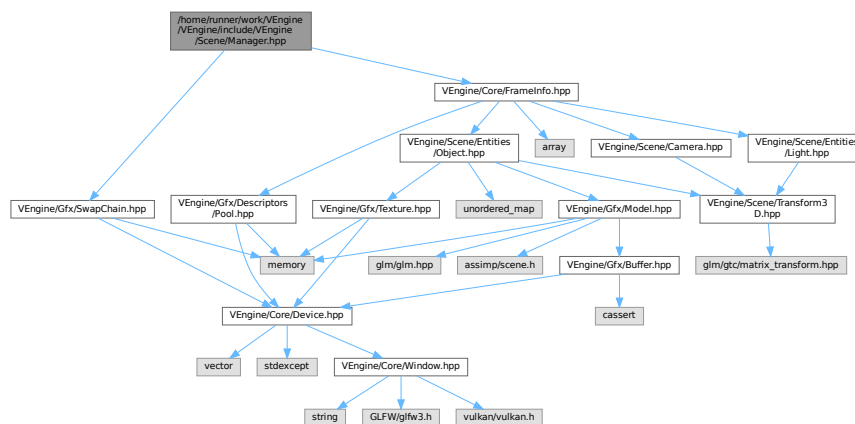 /home/runner/work/VEngine
/VEngine/include/VEngine
/Scene/Manager.hpp
VEngine/Core/FrameInfo.hpp
VEngine/Scene/Entities
/Object.hpp
array
VEngine/Scene/Camera.hpp
VEngine/Scene/Entities
/Light.hpp
VEngine/Gfx/SwapChain.hpp
VEngine/Gfx/Descriptors
/Pool.hpp
VEngine/Gfx/Texture.hpp
unordered_map
VEngine/Gfx/Model.hpp
VEngine/Scene/Transform3
D.hpp
memory
glm/glm.hpp
assimp/scene.h
VEngine/Gfx/Buffer.hpp
glm/gtc/matrix_transform.hpp
VEngine/Core/Device.hpp
cassert
vector
stdexcept
VEngine/Core/Window.hpp
string
GLFW/glfw3.h
vulkan/vulkan.h